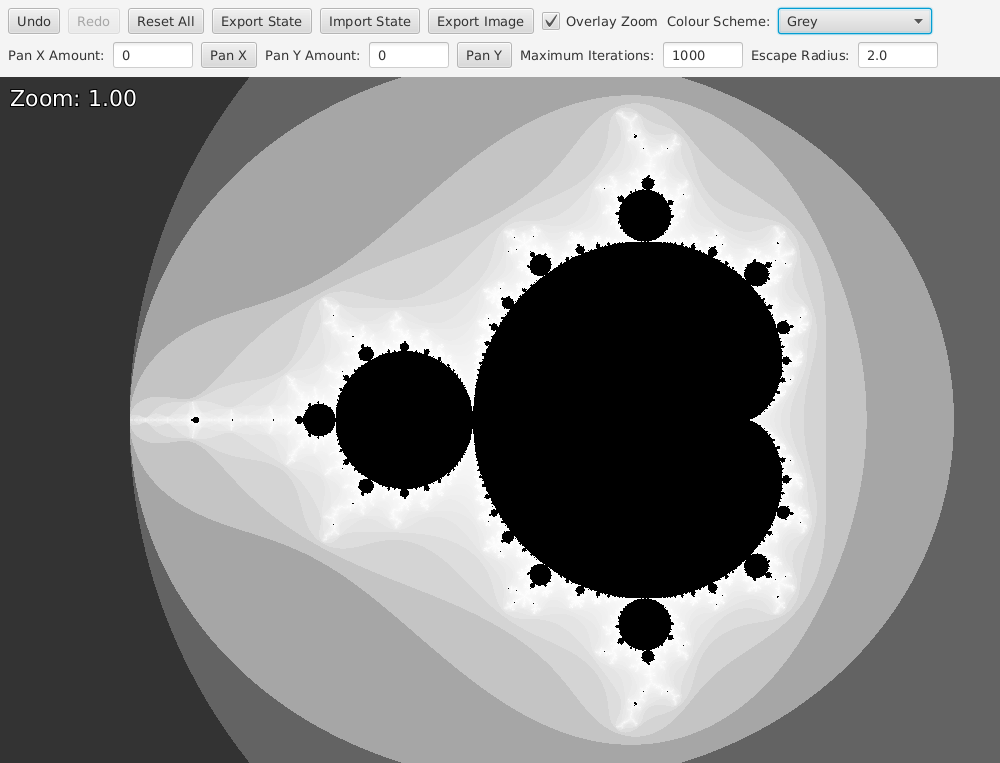 Undo Redo Reset All Export State Import State Export Image Overlay Zoom Colour Scheme: Grey
Pan X Amount: 0 Pan X Pan Y Amount: 0 Pan Y Maximum Iterations: 1000 Escape Radius: 2.0
Zoom: 1.00